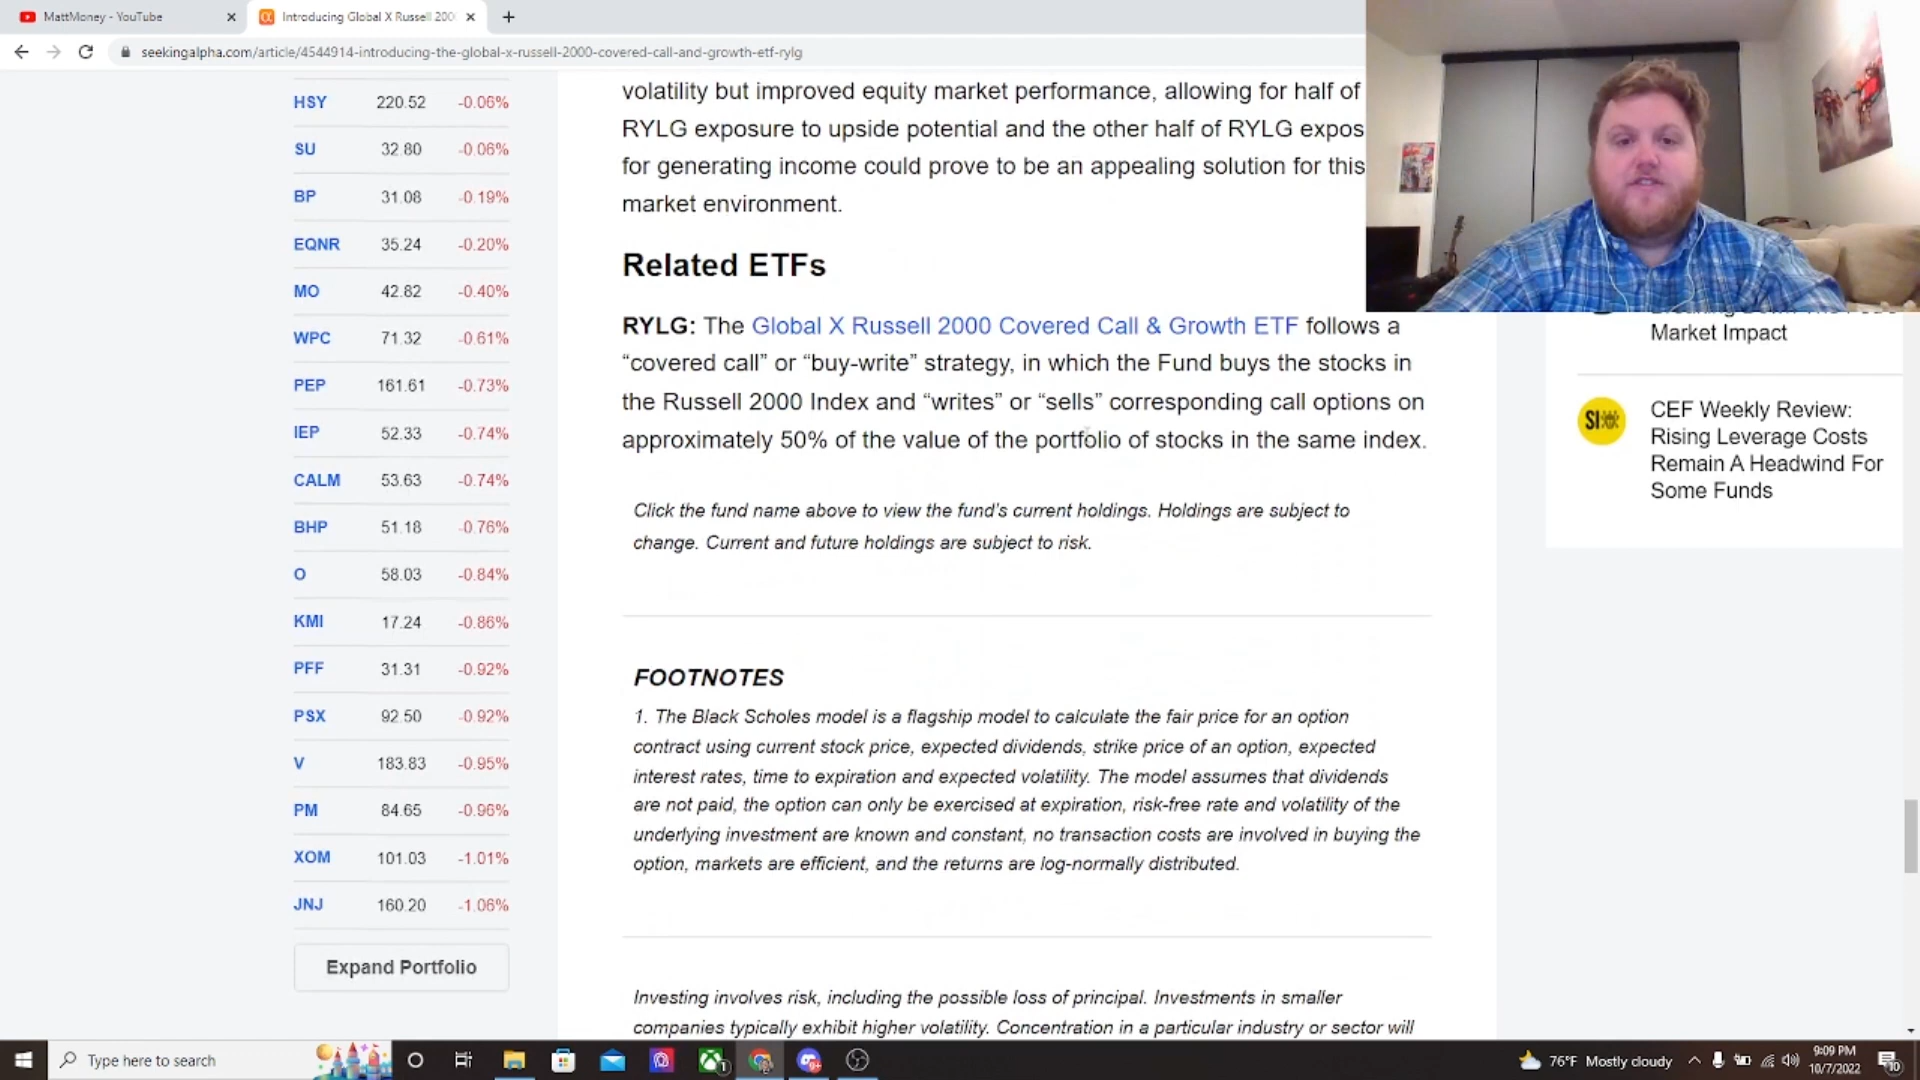 MattMoney - YouTube
Introducing Global X Russell 200
seekingalpha.com/article/4544914-introducing-the-global-x-russell-2000-covered-call-and-growth-etf-rylg
HSY 220.52 -0.06%
SU 32.80 -0.06%
BP 31.08 -0.19%
EQNR 35.24 -0.20%
MO 42.82 -0.40%
WPC 71.32 -0.61%
PEP 161.61 -0.73%
IEP 52.33 -0.74%
CALM 53.63 -0.74%
BHP 51.18 -0.76%
O 58.03 -0.84%
KMI 17.24 -0.86%
PFF 31.31 -0.92%
PSX 92.50 -0.92%
V 183.83 -0.95%
PM 84.65 -0.96%
XOM 101.03 -1.01%
JNJ 160.20 -1.06%
Expand Portfolio
volatility but improved equity market performance, allowing for half of
RYLG exposure to upside potential and the other half of RYLG expos
for generating income could prove to be an appealing solution for this
market environment.
Related ETFs
RYLG: The Global X Russell 2000 Covered Call & Growth ETF follows a
“covered call” or “buy-write” strategy, in which the Fund buys the stocks in
the Russell 2000 Index and “writes” or “sells” corresponding call options on
approximately 50% of the value of the portfolio of stocks in the same index.
Click the fund name above to view the fund's current holdings. Holdings are subject to
change. Current and future holdings are subject to risk.
FOOTNOTES
1. The Black Scholes model is a flagship model to calculate the fair price for an option
contract using current stock price, expected dividends, strike price of an option, expected
interest rates, time to expiration and expected volatility. The model assumes that dividends
are not paid, the option can only be exercised at expiration, risk-free rate and volatility of the
underlying investment are known and constant, no transaction costs are involved in buying the
option, markets are efficient, and the returns are log-normally distributed.
Investing involves risk, including the possible loss of principal. Investments in smaller
companies typically exhibit higher volatility. Concentration in a particular industry or sector will
Market Impact
CEF Weekly Review:
Rising Leverage Costs
Remain A Headwind For
Some Funds
Type here to search
76°F Mostly cloudy
9:09 PM
10/7/2022